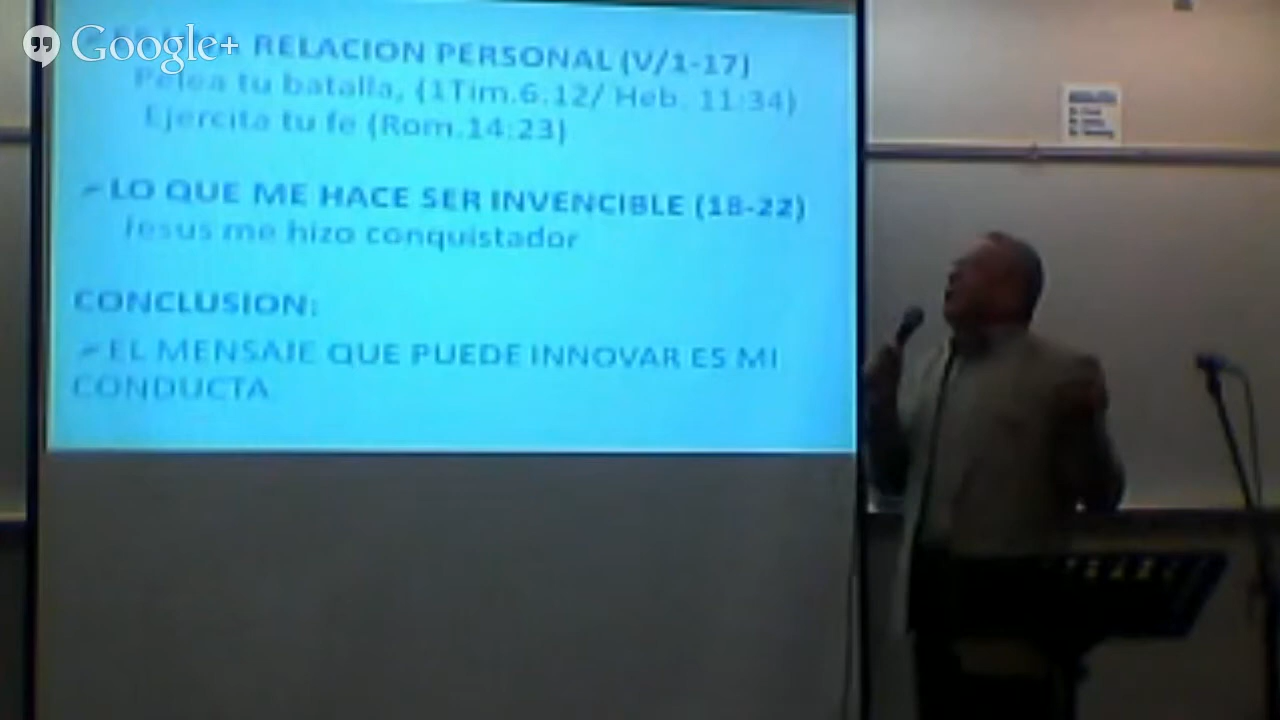 Google+
RELACION PERSONAL (V/1-17)
Pelea tu batalla, (1Tim.6.12/ Heb. 11:34)
Ejercita tu fe (Rom.14:23)
LO QUE ME HACE SER INVENCIBLE (18-22)
Jesus me hizo conquistador
CONCLUSION:
EL MENSAJE QUE PUEDE INNOVAR ES MI
CONDUCTA